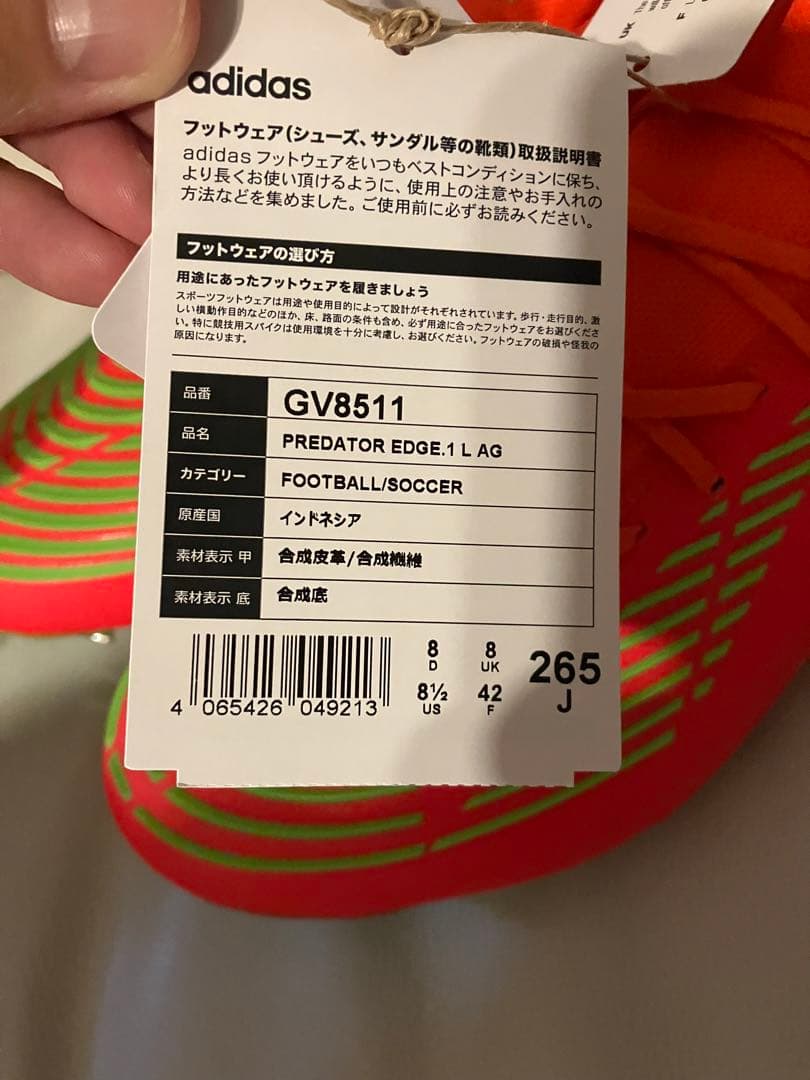 adidas
フットウェア(シューズ、サンダル等の靴類)取扱説明書
adidas フットウェアをいつもベストコンディションに保ち、
より長くお使い頂けるように、使用上の注意やお手入れの
方法などを集めました。ご使用前に必ずお読みください。
フットウェアの選び方
用途にあったフットウェアを履きましょう
スポーツフットウェアは用途や使用目的によって設計がそれぞれされています。歩行・走行目的、激
しい横動作目的などのほか、床、路面の条件も含め、必ず用途に合ったフットウェアをお選びくださ
い。特に競技用スパイクは使用環境を十分に考慮し、お選びください。フットウェアの破損や怪我の
原因になります。
品番 GV8511
品名 PREDATOR EDGE.1 L AG
カテゴリー FOOTBALL/SOCCER
原産国 インドネシア
素材表示 甲 合成皮革/合成繊維
素材表示 底 合成底
8 D 8 UK 265 J
8½ US 42 F
4 065426 049213
UK